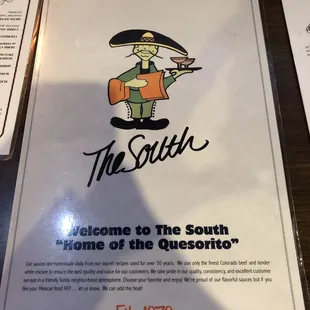 The South
Welcome to The South
"Home of the Quesorito"
Our sauces are homemade daily from our secret recipes used for over 50 years. We use only the finest Colorado beef, and tender
white chicken to ensure the best quality and value for our customers. We take pride in our quality, consistency, and excellent customer
service in a friendly family neighborhood atmosphere. Choose your favorite and enjoy! We're proud of our flavorful sauces but if you
like your Mexican food HOT ... let us know. We can add the heat!